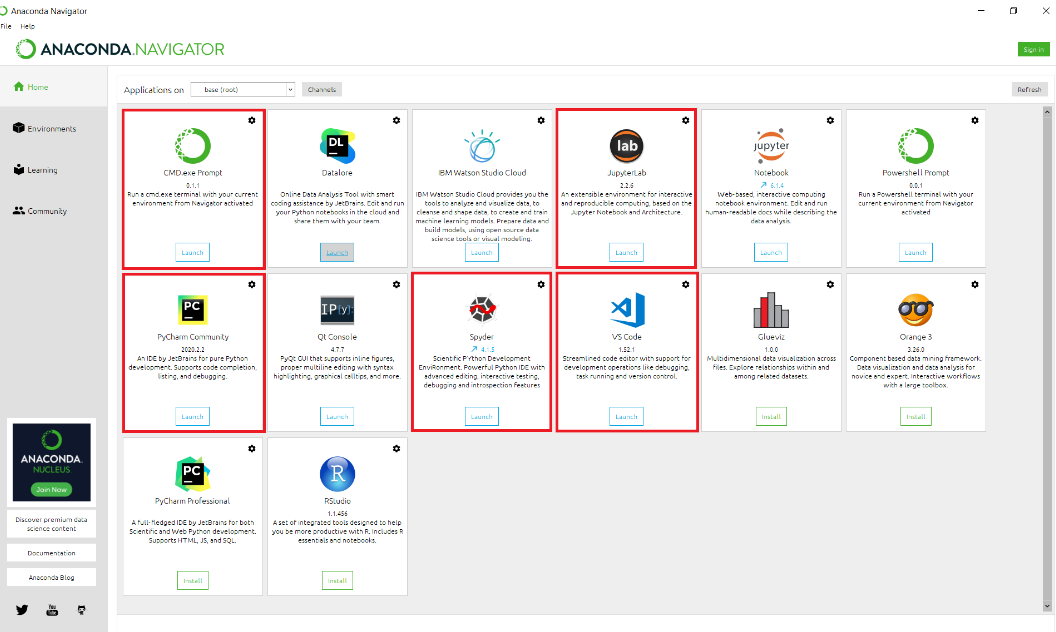 Anaconda Navigator
File Help
ANACONDA.NAVIGATOR
Sign in
Home
Environments
Learning
Community
ANACONDA.
NUCLEUS
Join Now
Discover premium data
science content
Documentation
Anaconda Blog
You
Tube
Applications on base (root) Channels Refresh
CMD.exe Prompt
0.1.1
Run a cmd.exe terminal with your current
environment from Navigator activated
Launch
DL
Datalore
Online Data Analysis Tool with smart
coding assistance by JetBrains. Edit and run
your Python notebooks in the cloud and
share them with your team.
Launch
IBM Watson Studio Cloud
IBM Watson Studio Cloud provides you the
tools to analyze and visualize data, to
cleanse and shape data, to create and train
machine learning models. Prepare data and
build models, using open source data
science tools or visual modeling.
Launch
lab
JupyterLab
2.2.6
An extensible environment for interactive
and reproducible computing, based on the
Jupyter Notebook and Architecture.
Launch
jupyter
Notebook
6.1.4
Web-based, interactive computing
notebook environment. Edit and run
human-readable docs while describing the
data analysis.
Launch
Powershell Prompt
0.0.1
Run a Powershell terminal with your
current environment from Navigator
activated
Launch
PC
PyCharm Community
2020.2.2
An IDE by JetBrains for pure Python
development. Supports code completion,
listing, and debugging.
Launch
IP[y]:
Qt Console
4.7.7
PyQt GUI that supports inline figures,
proper multiline editing with syntax
highlighting, graphical calltips, and more.
Launch
Spyder
4.1.5
Scientific PYthon Development
EnviRonment. Powerful Python IDE with
advanced editing, interactive testing,
debugging and introspection features
Launch
VS Code
1.52.1
Streamlined code editor with support for
development operations like debugging,
task running and version control.
Launch
Glueviz
1.0.0
Multidimensional data visualization across
files. Explore relationships within and
among related datasets.
Install
Orange 3
3.26.0
Component based data mining framework.
Data visualization and data analysis for
novice and expert. Interactive workflows
with a large toolbox.
Install
PC
PyCharm Professional
A full-fledged IDE by JetBrains for both
Scientific and Web Python development.
Supports HTML, JS, and SQL.
Install
R
RStudio
1.1.456
A set of integrated tools designed to help
you be more productive with R. Includes R
essentials and notebooks.
Install